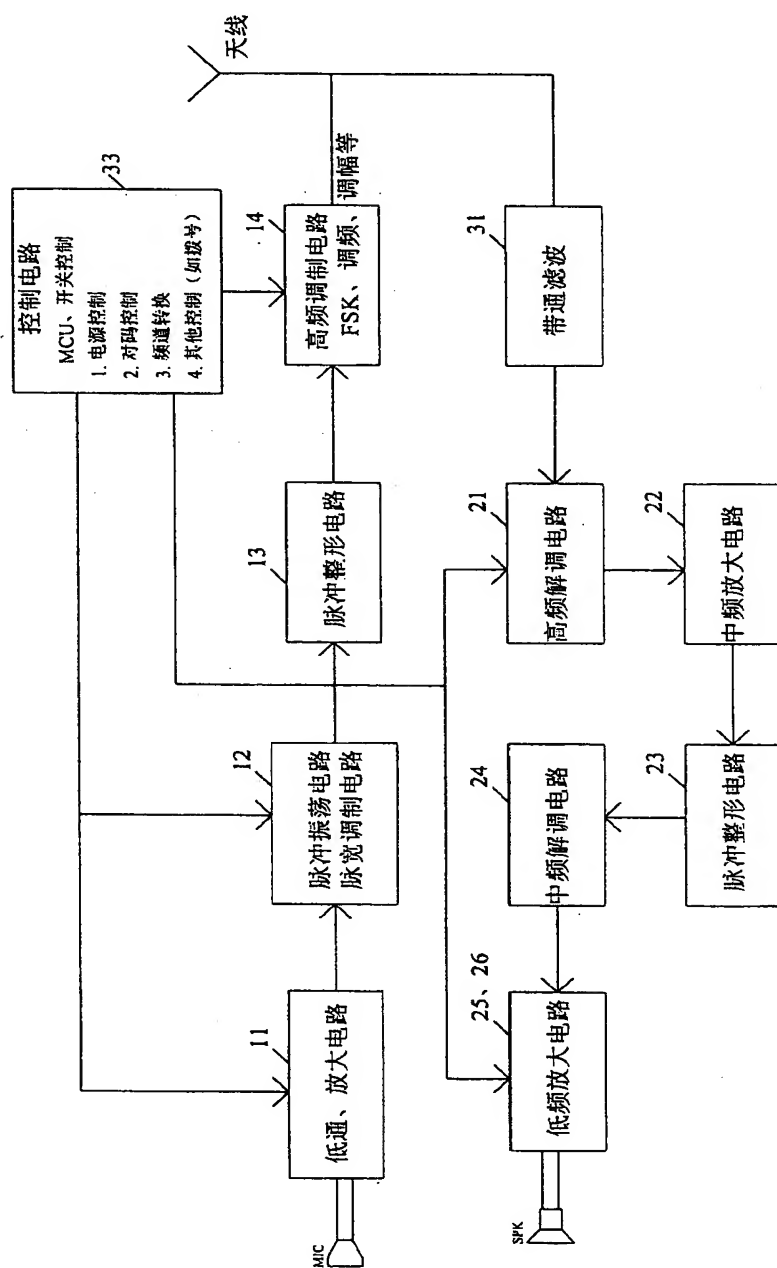 控制电路
MCU、开关控制
1. 电源控制
2. 对码控制
3. 频道转换
4. 其他控制（如拨号）
33
天线
MIC
低通、放大电路
11
脉冲振荡电路
脉宽调制电路
12
脉冲整形电路
13
高频调制电路
FSK、调频、调幅等
14
带通滤波
31
高频解调电路
21
中频放大电路
22
脉冲整形电路
23
中频解调电路
24
低频放大电路
25、26
SPK